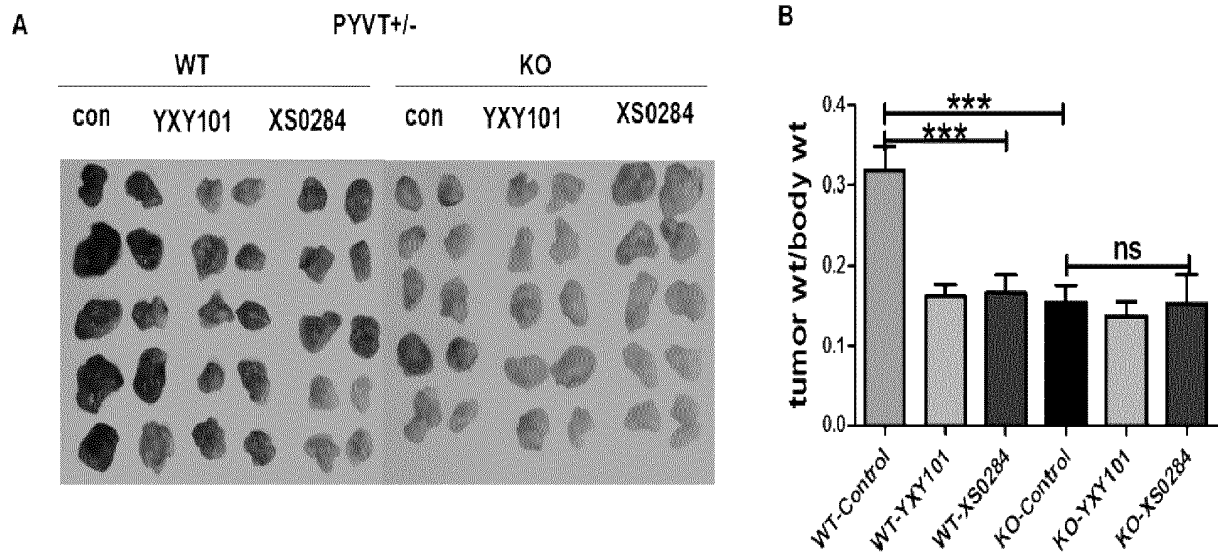 A
PYVT+/-
WT KO
con YXY101 XS0284 con YXY101 XS0284
B
tumor wt/body wt
0.4
0.3
0.2
0.1
0.0
***
***
ns
WT-Control
WT-YXY101
WT-XS0284
KO-Control
KO-YXY101
KO-XS0284